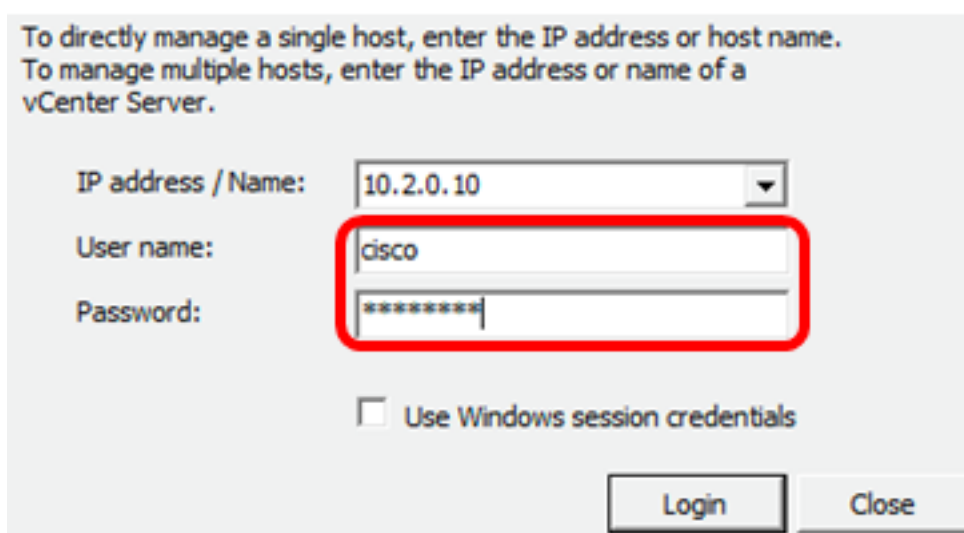 To directly manage a single host, enter the IP address or host name.
To manage multiple hosts, enter the IP address or name of a
vCenter Server.
IP address / Name: 10.2.0.10
User name: cisco
Password: ********
Use Windows session credentials
Login Close